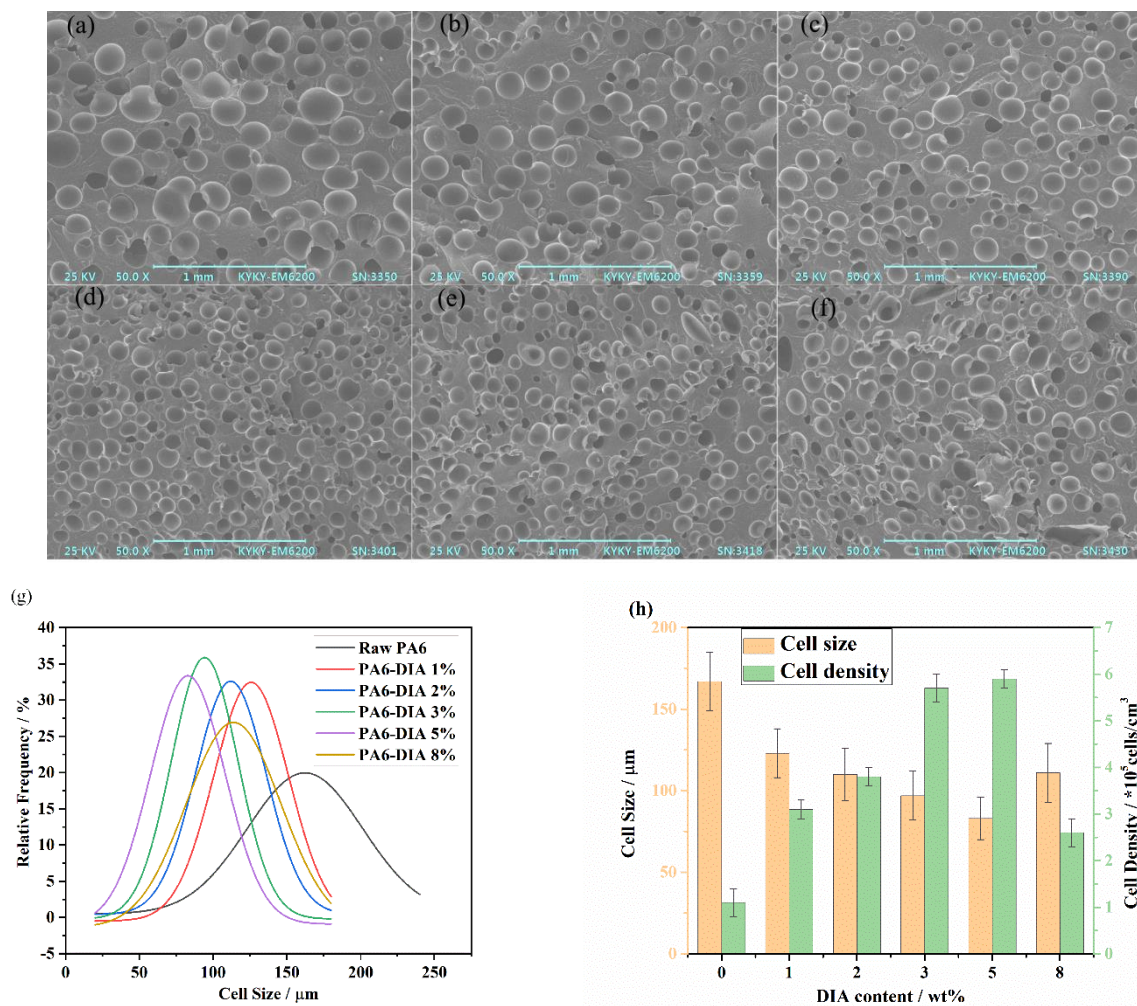 (a) (b) (c)
25 KV 50.0 X 1 mm KYKY-EM6200 SN:3350
25 KV 50.0 X 1 mm KYKY-EM6200 SN:3359
25 KV 50.0 X 1 mm KYKY-EM6200 SN:3390
(d) (e) (f)
25 KV 50.0 X 1 mm KYKY-EM6200 SN:3401
25 KV 50.0 X 1 mm KYKY-EM6200 SN:3418
25 KV 50.0 X 1 mm KYKY-EM6200 SN:3430
(g)
Relative Frequency / %
40
35
30
25
20
15
10
5
0
-5
Raw PA6
PA6-DIA 1%
PA6-DIA 2%
PA6-DIA 3%
PA6-DIA 5%
PA6-DIA 8%
0 50 100 150 200 250
Cell Size / μm
(h)
Cell Size / μm
200
150
100
50
0
Cell size
Cell density
7
6
5
4
3
2
1
0
Cell Density / *10⁵cells/cm³
0 1 2 3 5 8
DIA content / wt%